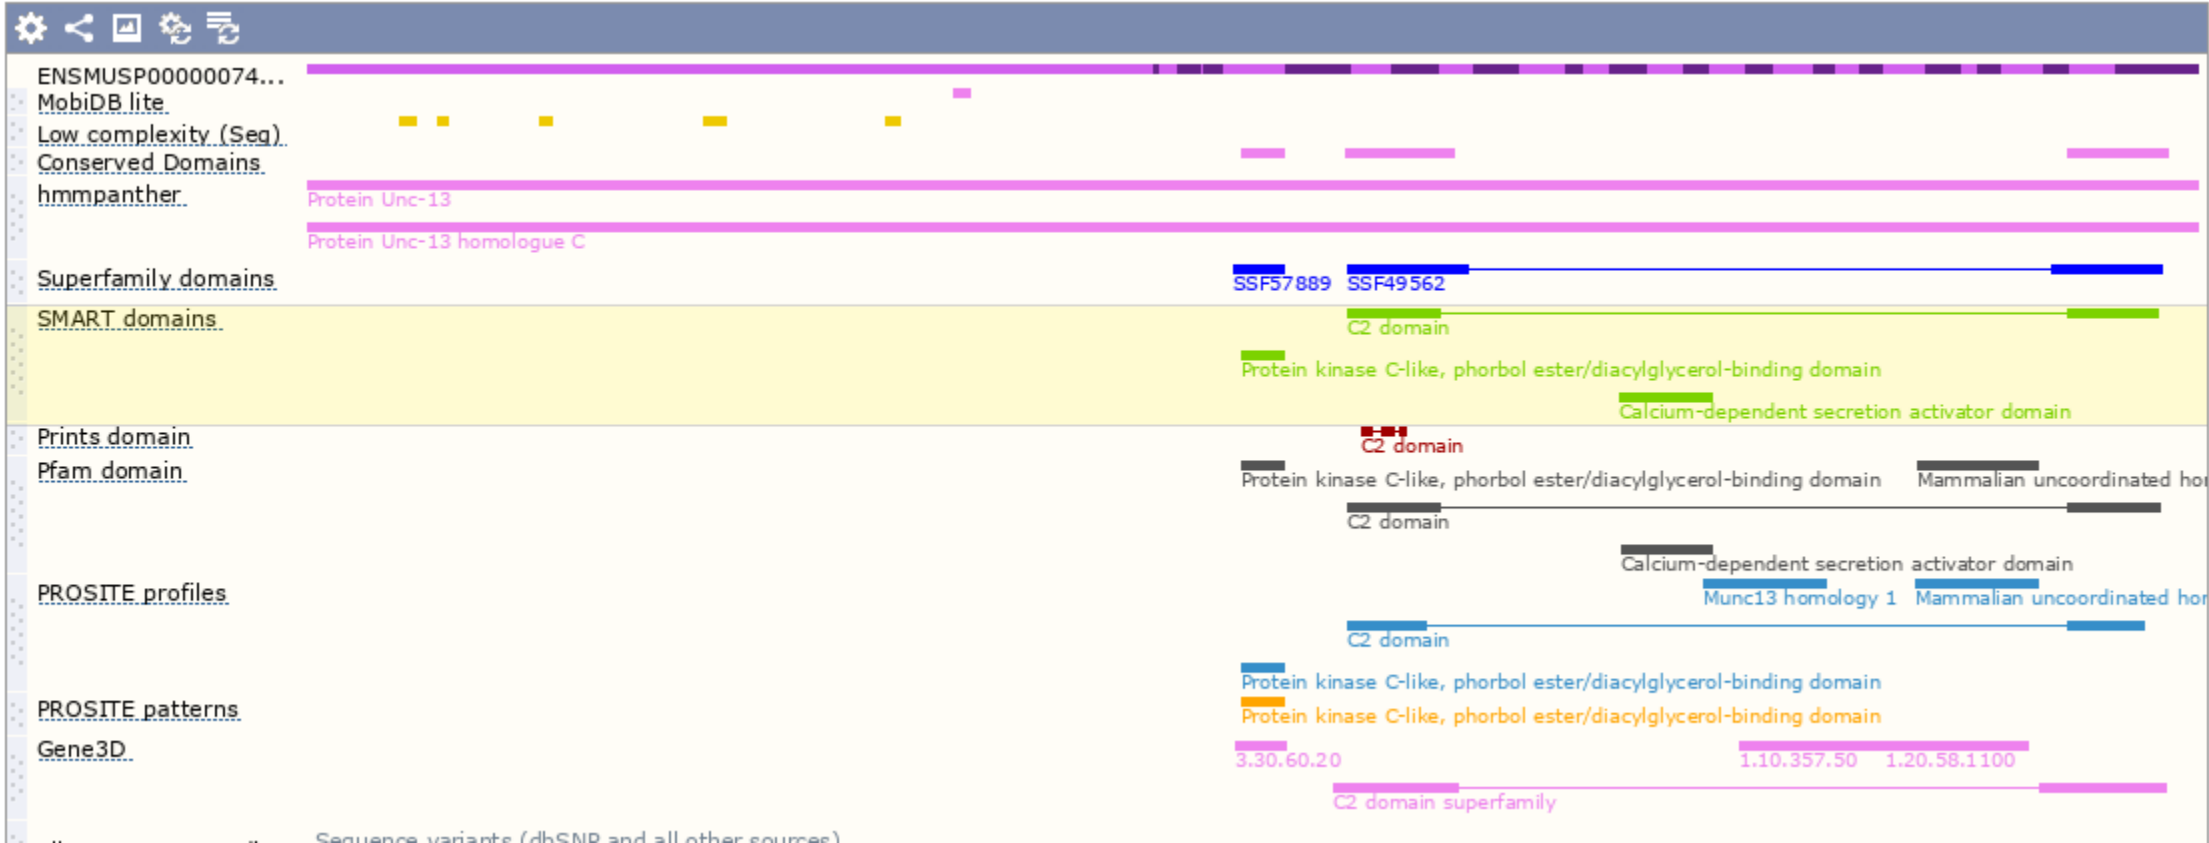 ENSMUSP00000074...
MobiDB lite
Low complexity (Seg)
Conserved Domains
hmmpanther
Protein Unc-13
Protein Unc-13 homologue C
Superfamily domains
SSF57889 SSF49562
SMART domains
C2 domain
Protein kinase C-like, phorbol ester/diacylglycerol-binding domain
Calcium-dependent secretion activator domain
Prints domain
C2 domain
Pfam domain
Protein kinase C-like, phorbol ester/diacylglycerol-binding domain Mammalian uncoordinated ho
C2 domain
Calcium-dependent secretion activator domain
PROSITE profiles
Munc13 homology 1 Mammalian uncoordinated hor
C2 domain
Protein kinase C-like, phorbol ester/diacylglycerol-binding domain
PROSITE patterns
Protein kinase C-like, phorbol ester/diacylglycerol-binding domain
Gene3D
3.30.60.20 1.10.357.50 1.20.58.1100
C2 domain superfamily
Sequence variants (dbSNP and all other sources)